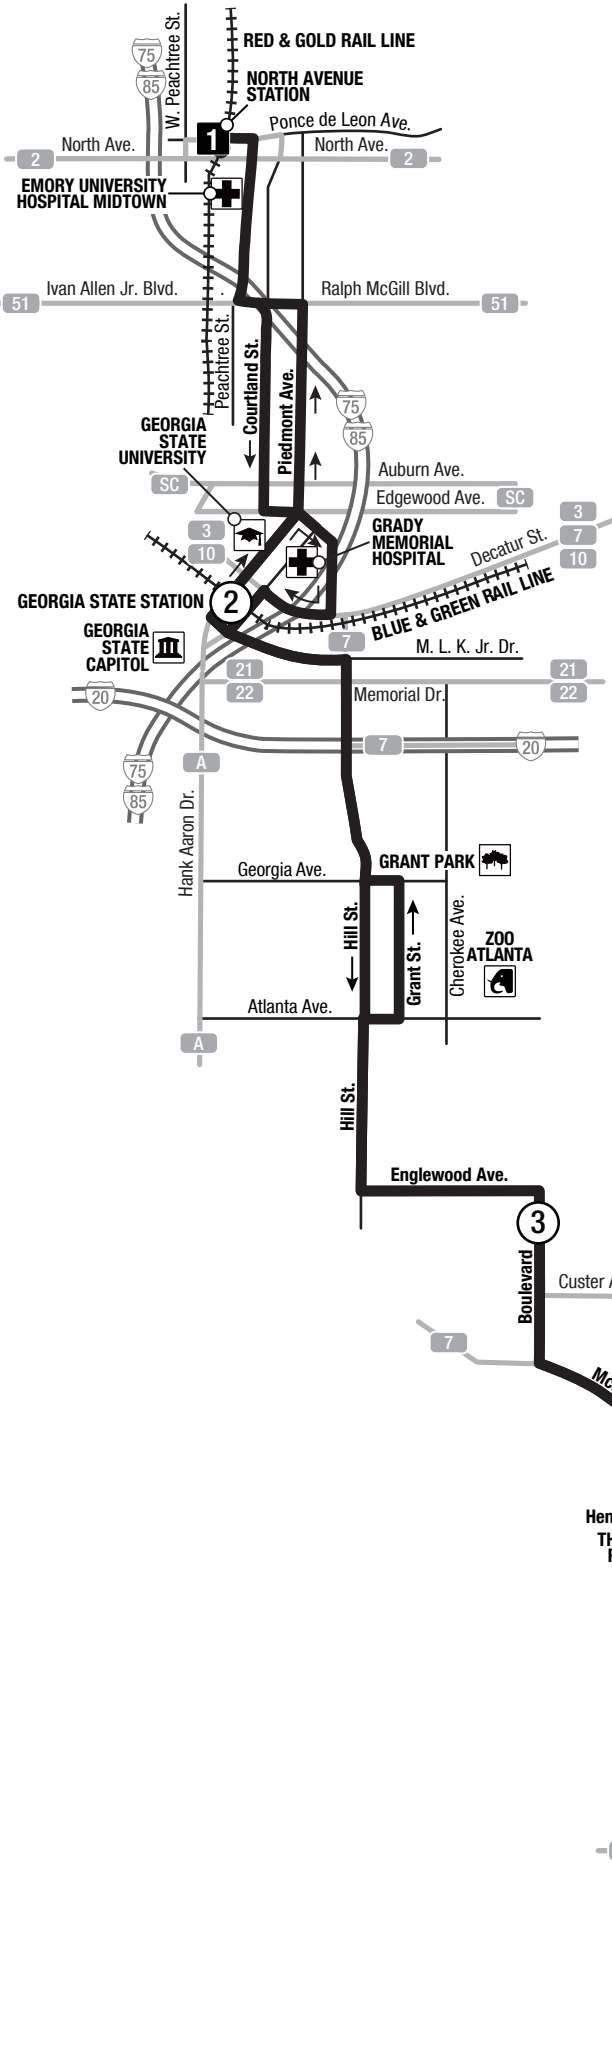 W. Peachtree St.
75
85
RED & GOLD RAIL LINE
NORTH AVENUE
STATION
Ponce de Leon Ave.
1
North Ave.
North Ave.
2
2
EMORY UNIVERSITY
HOSPITAL MIDTOWN
Ivan Allen Jr. Blvd.
Ralph McGill Blvd.
51
51
Peachtree St.
Courtland St.
Piedmont Ave.
75
85
GEORGIA
STATE
UNIVERSITY
Auburn Ave.
SC
Edgewood Ave.
SC
3
10
GRADY
MEMORIAL
HOSPITAL
Decatur St.
3
7
10
GEORGIA STATE STATION
2
BLUE & GREEN RAIL LINE
GEORGIA
STATE
CAPITOL
7
M. L. K. Jr. Dr.
21
22
21
22
Memorial Dr.
20
7
20
A
75
85
Hank Aaron Dr.
Georgia Ave.
GRANT PARK
Hill St.
Grant St.
Cherokee Ave.
ZOO
ATLANTA
Atlanta Ave.
A
Hill St.
Englewood Ave.
3
Boulevard
Custer A
7
Mc
Hen
TH